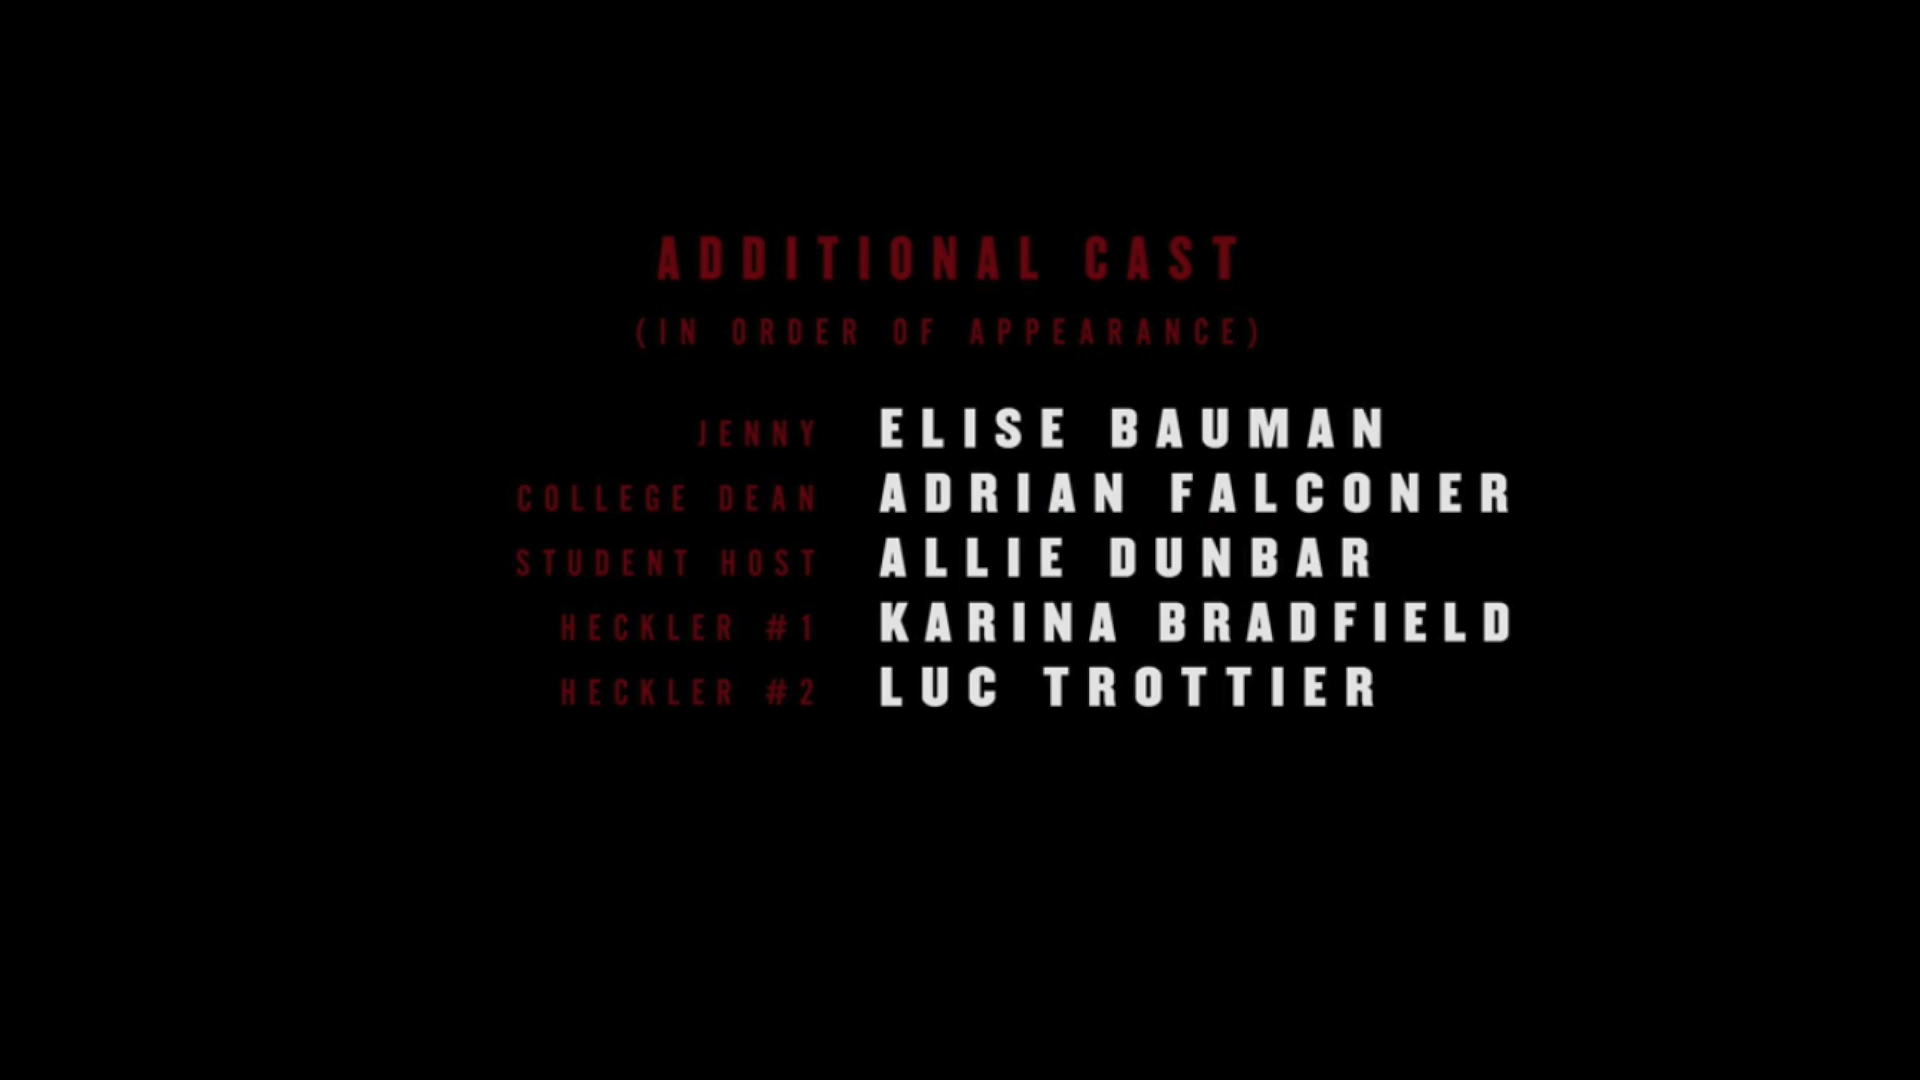 ADDITIONAL CAST
(IN ORDER OF APPEARANCE)
JENNY ELISE BAUMAN
COLLEGE DEAN ADRIAN FALCONER
STUDENT HOST ALLIE DUNBAR
HECKLER #1 KARINA BRADFIELD
HECKLER #2 LUC TROTTIER